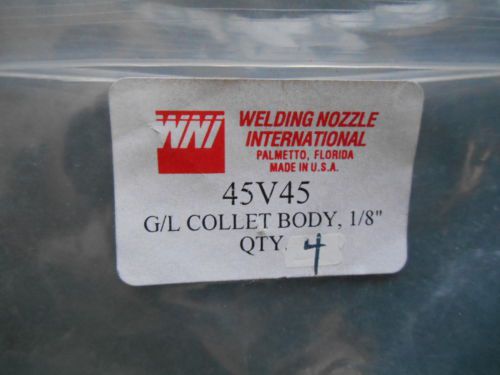 WNI
WELDING NOZZLE
INTERNATIONAL
PALMETTO, FLORIDA
MADE IN U.S.A.
45V45
G/L COLLET BODY, 1/8"
QTY. 4